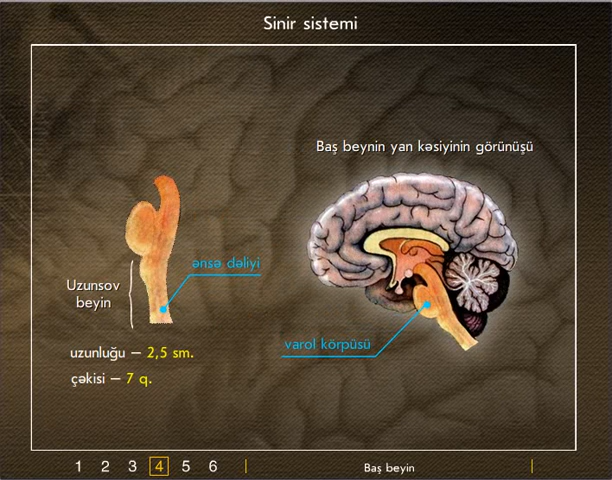 Sinir sistemi
Baş beynin yan kəsiyinin görünüşü
ənsə dəliyi
Uzunsov
beyin
varol körpüsü
uzunluğu – 2,5 sm.
çəkisi – 7 q.
1 2 3 4 5 6
Baş beyin